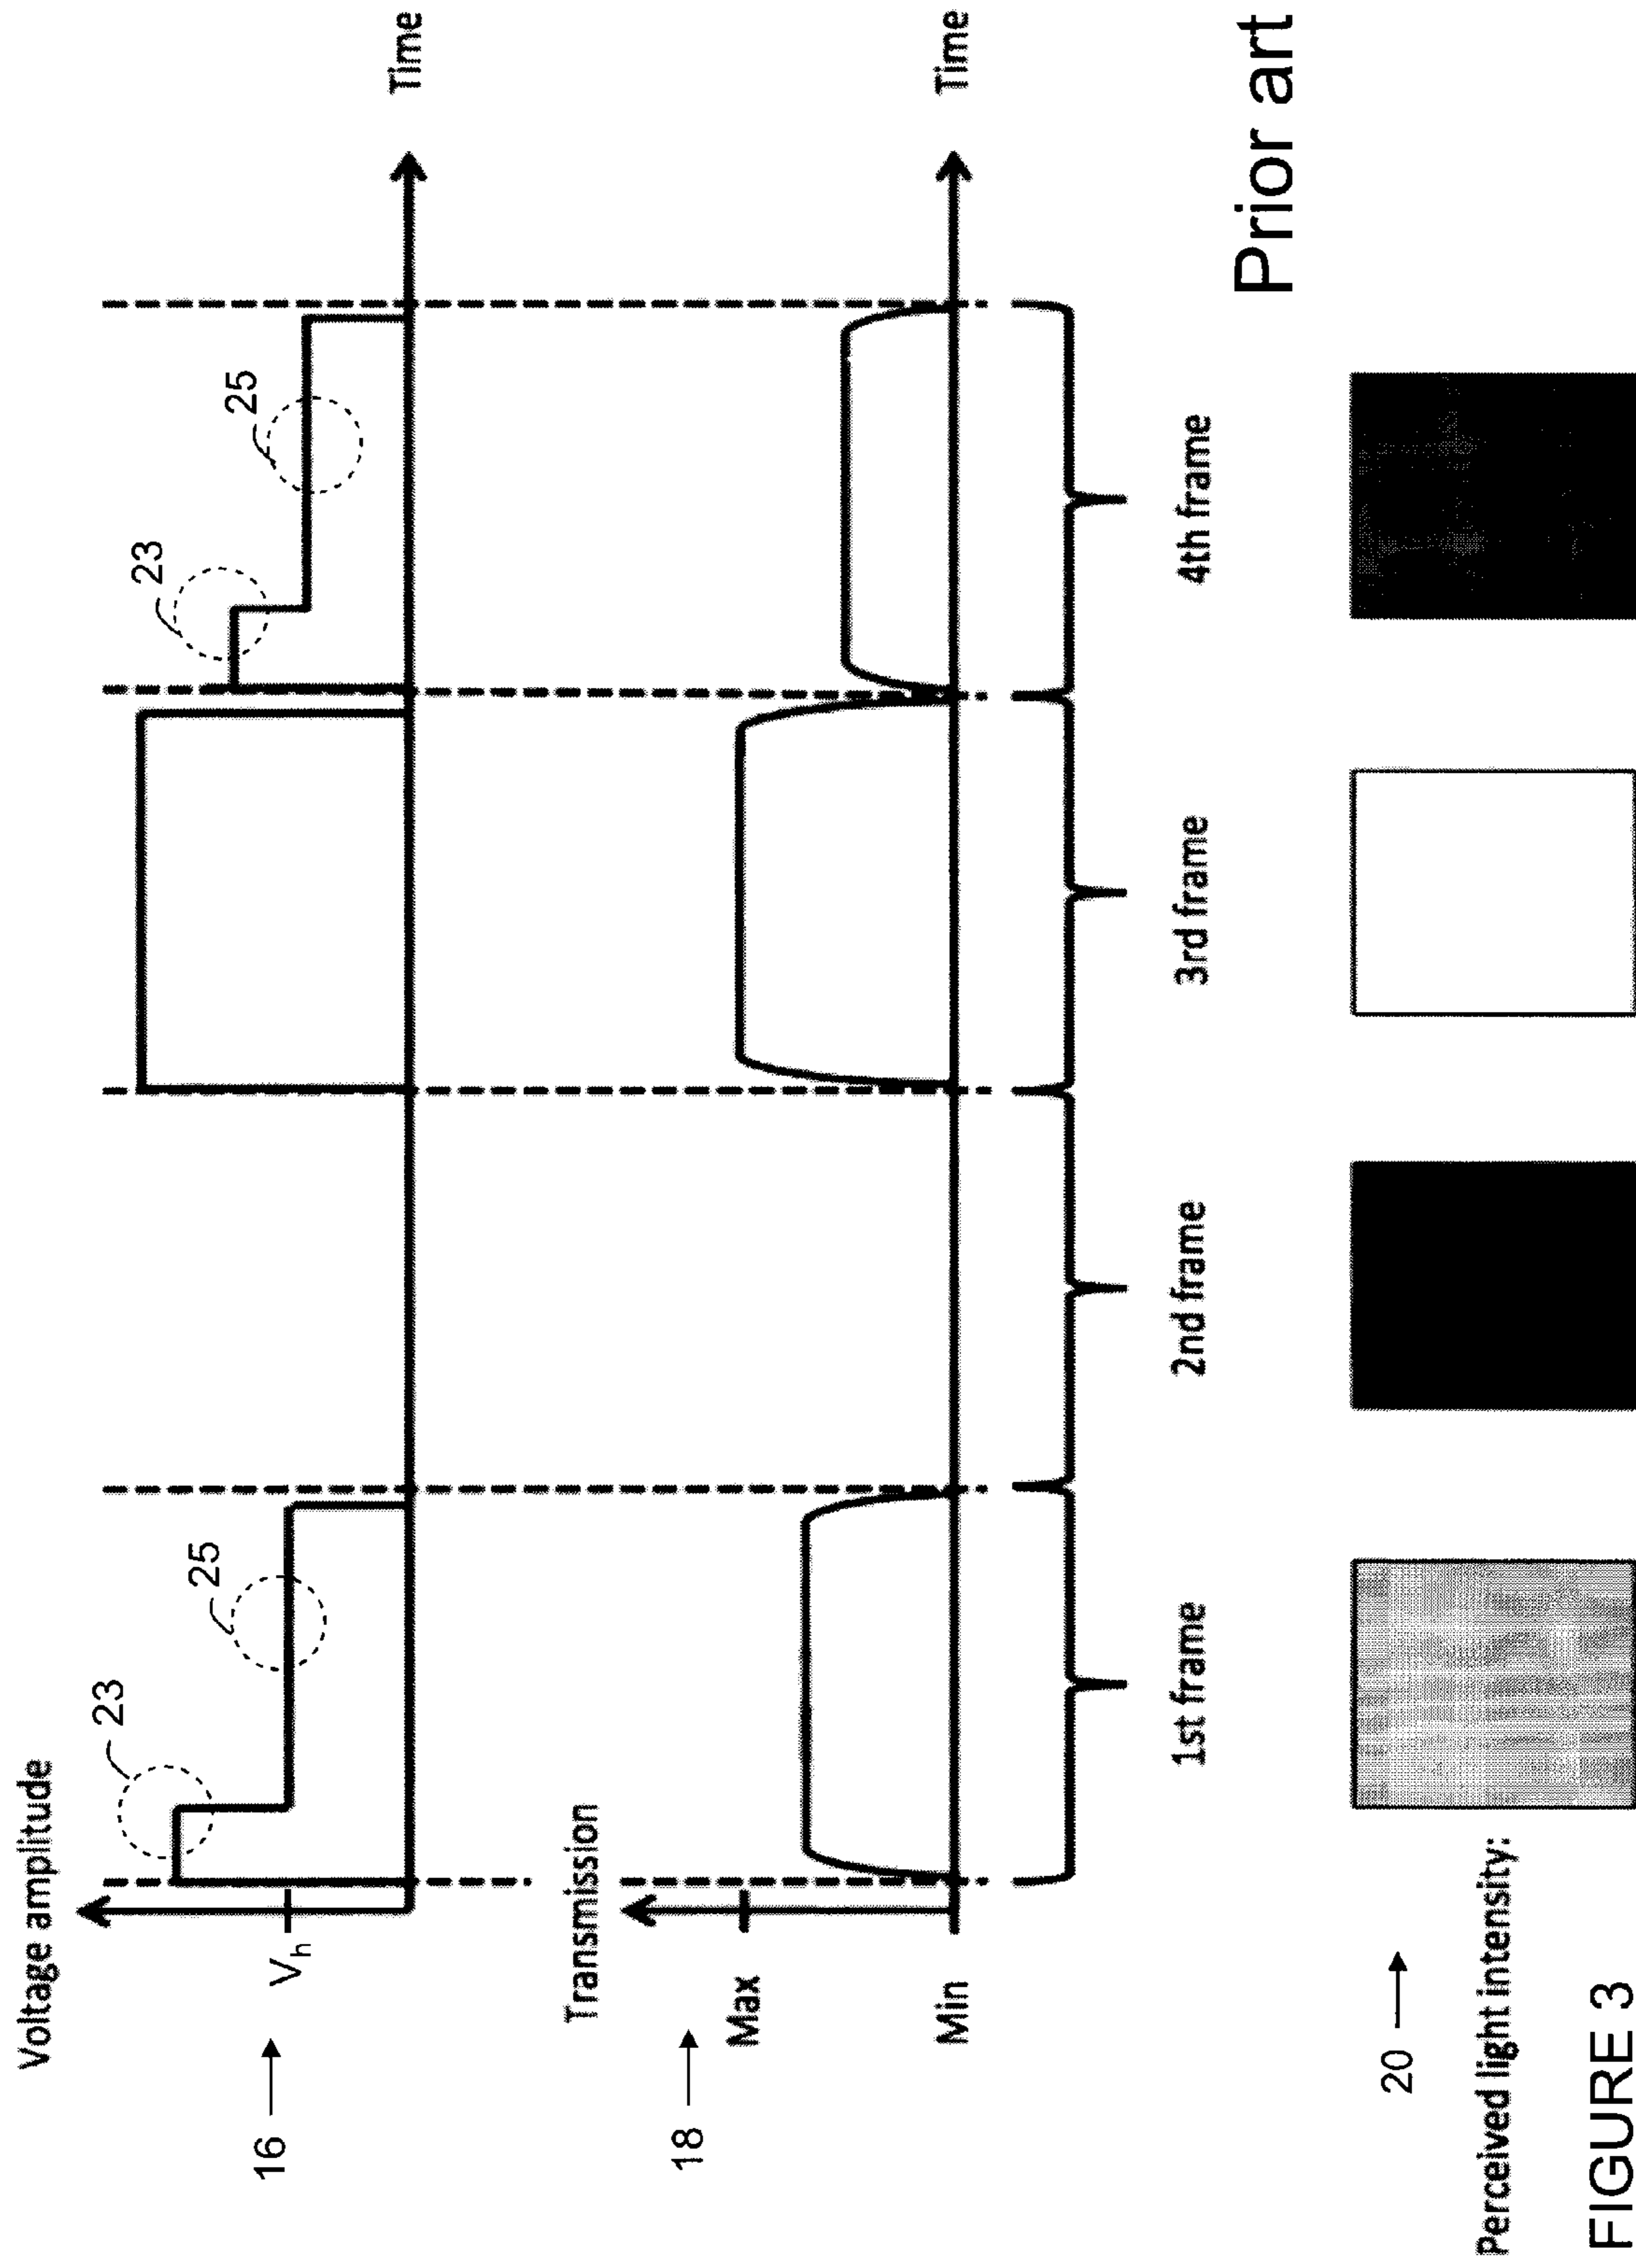 Voltage amplitude
23
25
23
25
16
Vh
Time
Transmission
18
Max
Min
Time
1st frame
2nd frame
3rd frame
4th frame
Prior art
20
Perceived light intensity:
FIGURE 3